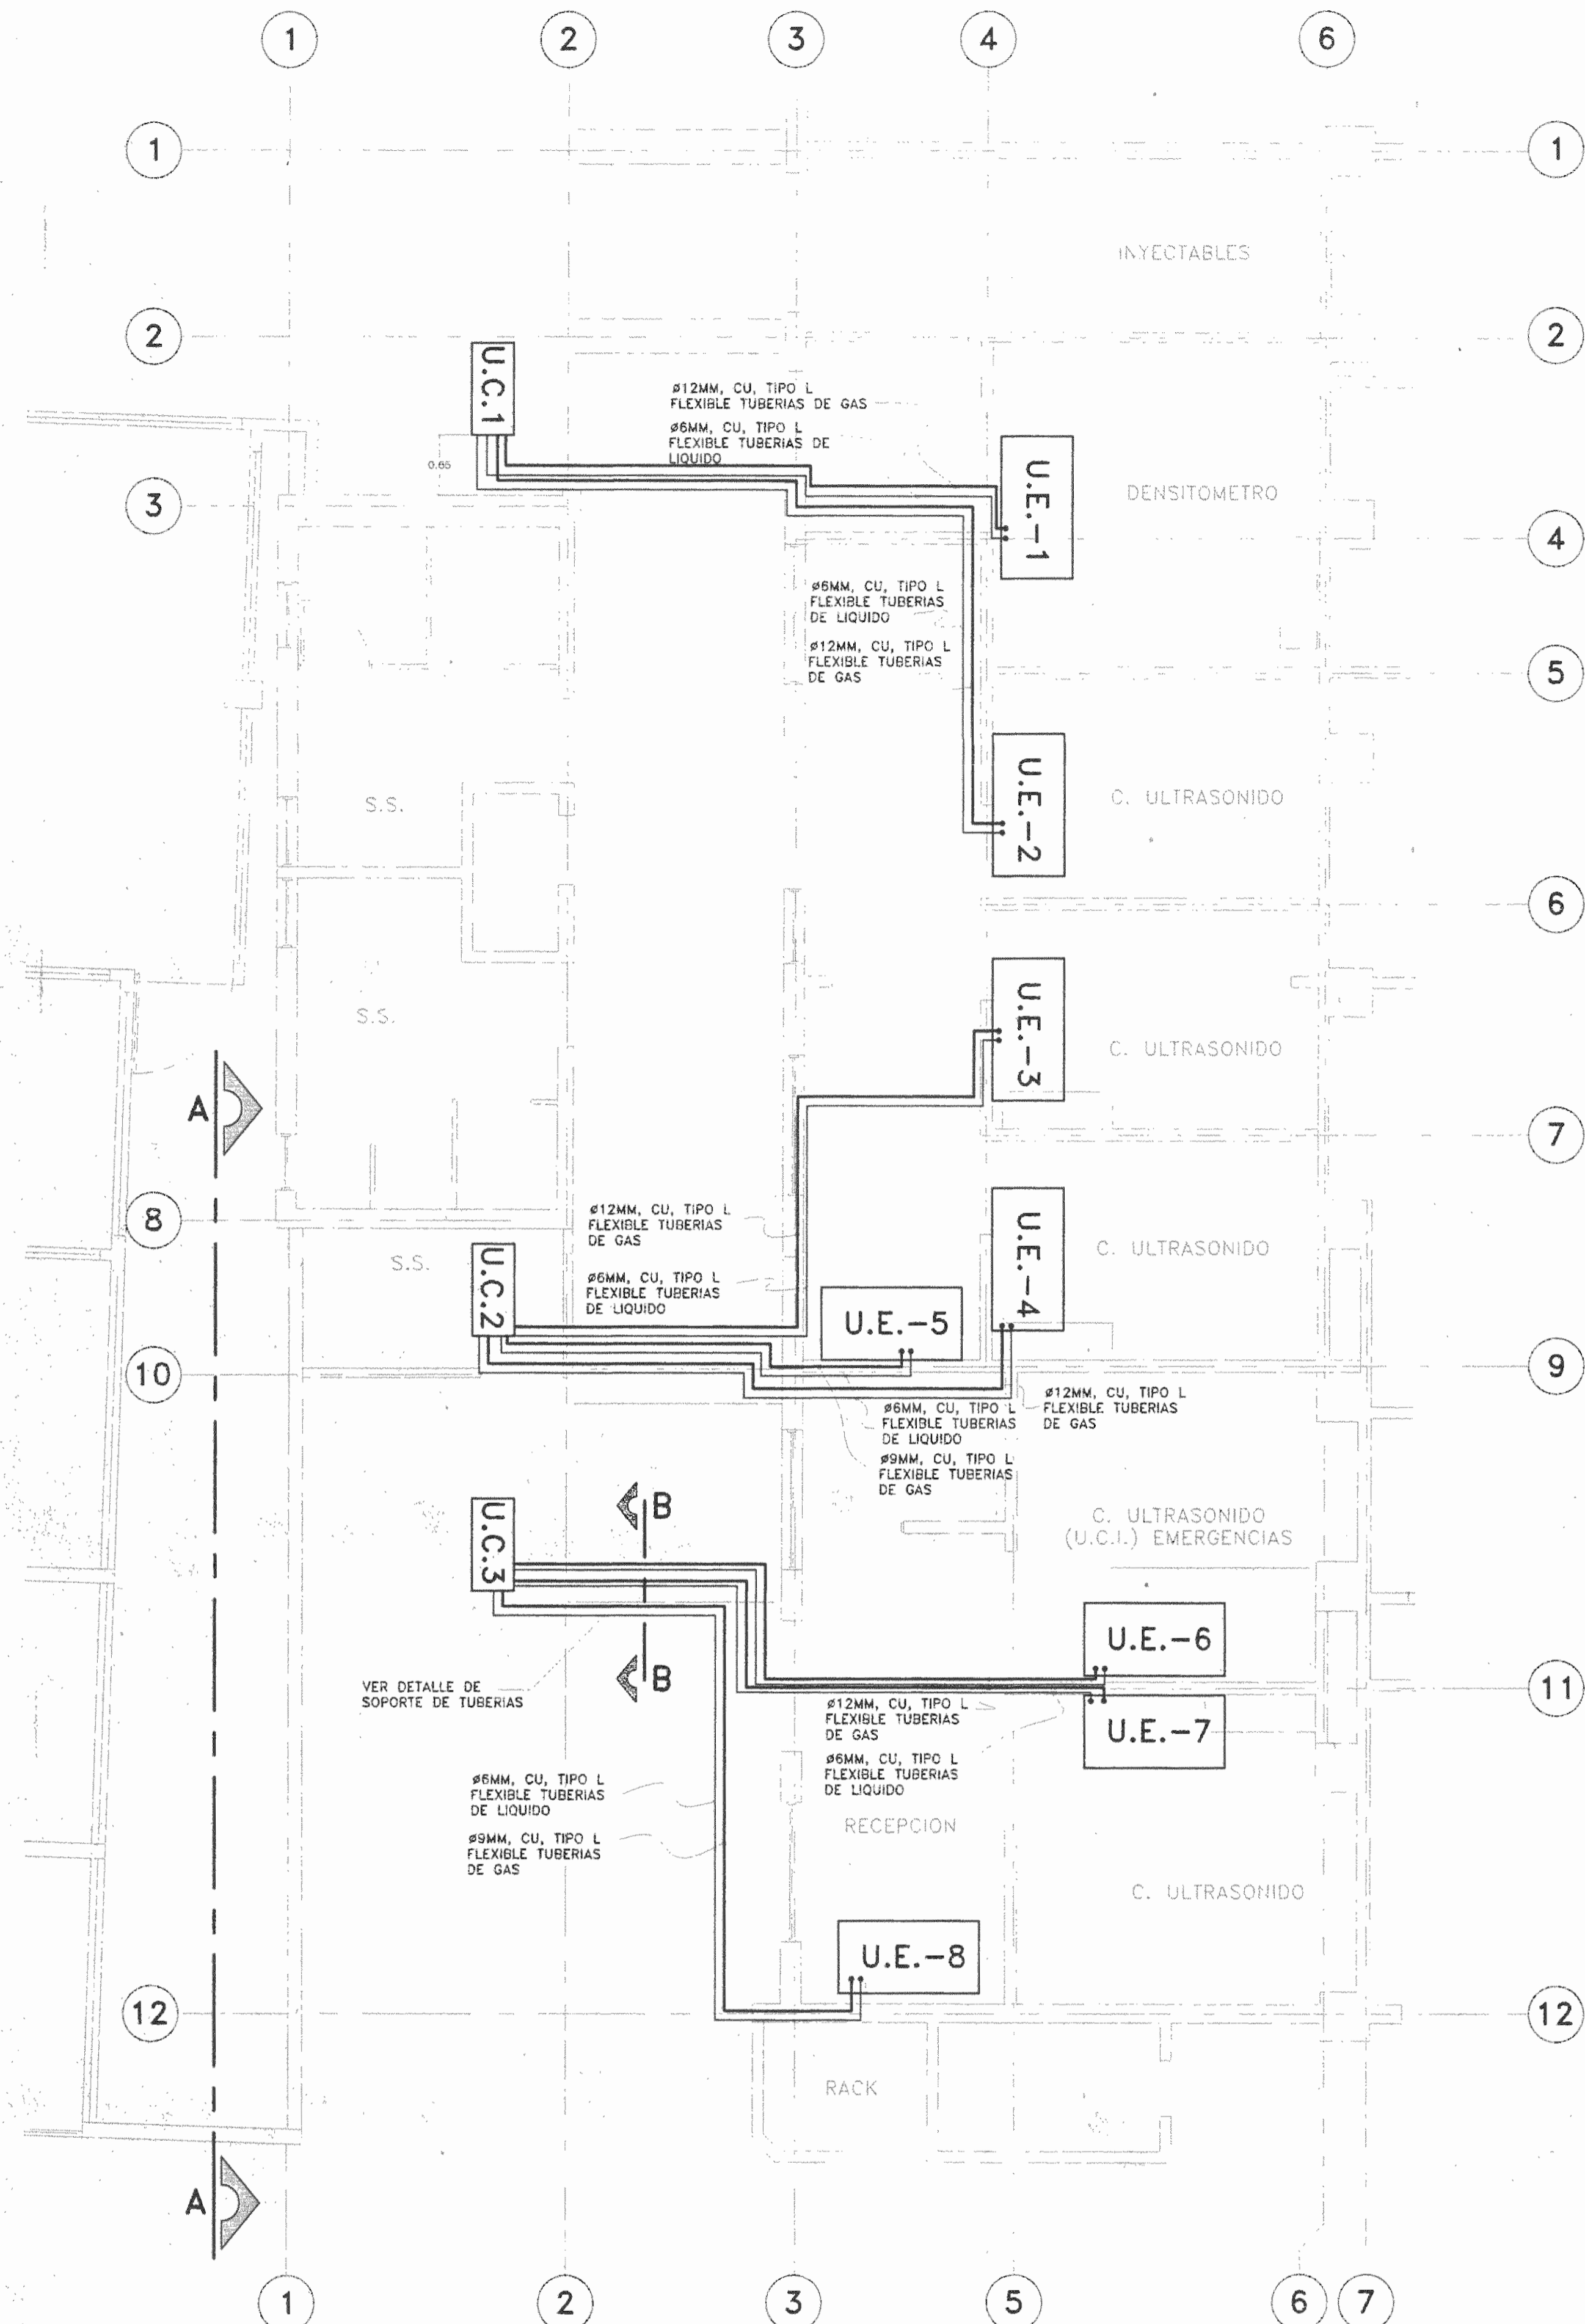 1
2
3
4
6
1
1
INYECTABLES
2
2
U.C.1
ø12MM, CU, TIPO L
FLEXIBLE TUBERIAS DE GAS
ø6MM, CU, TIPO L
FLEXIBLE TUBERIAS DE
LIQUIDO
0.65
U.E.-1
DENSITOMETRO
3
4
ø6MM, CU, TIPO L
FLEXIBLE TUBERIAS
DE LIQUIDO
ø12MM, CU, TIPO L
FLEXIBLE TUBERIAS
DE GAS
5
U.E.-2
C. ULTRASONIDO
S.S.
6
U.E.-3
S.S.
C. ULTRASONIDO
A
7
8
ø12MM, CU, TIPO L
FLEXIBLE TUBERIAS
DE GAS
U.E.-4
C. ULTRASONIDO
S.S.
U.C.2
ø6MM, CU, TIPO L
FLEXIBLE TUBERIAS
DE LIQUIDO
U.E.-5
10
9
ø12MM, CU, TIPO L
FLEXIBLE TUBERIAS
DE GAS
ø6MM, CU, TIPO L
FLEXIBLE TUBERIAS
DE LIQUIDO
ø9MM, CU, TIPO L
FLEXIBLE TUBERIAS
DE GAS
B
U.C.3
C. ULTRASONIDO
(U.C.I.) EMERGENCIAS
U.E.-6
B
VER DETALLE DE
SOPORTE DE TUBERIAS
11
ø12MM, CU, TIPO L
FLEXIBLE TUBERIAS
DE GAS
U.E.-7
ø6MM, CU, TIPO L
FLEXIBLE TUBERIAS
DE LIQUIDO
ø6MM, CU, TIPO L
FLEXIBLE TUBERIAS
DE LIQUIDO
RECEPCION
ø9MM, CU, TIPO L
FLEXIBLE TUBERIAS
DE GAS
C. ULTRASONIDO
U.E.-8
12
12
RACK
A
1
2
3
5
6
7